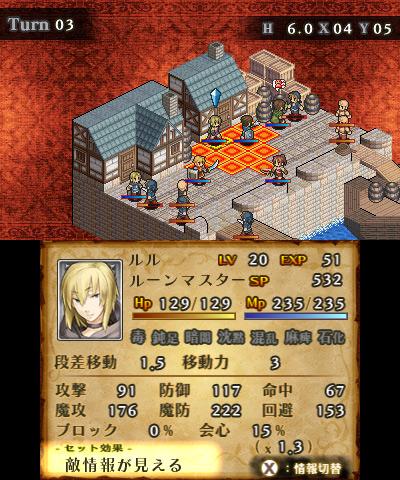 Turn 03
H 6.0 X 04 Y 05
ルル LV 20 EXP 51
ルーンマスター SP 532
Hp 129/129 Mp 235/235
毒 鈍足 暗闇 沈黙 混乱 麻痺 石化
段差移動 1.5 移動力 3
攻撃 91 防御 117 命中 67
魔攻 176 魔防 222 回避 153
ブロック 0% 会心 15%
(x 1.3)
- セット効果 -
敵情報が見える
X : 情報切替